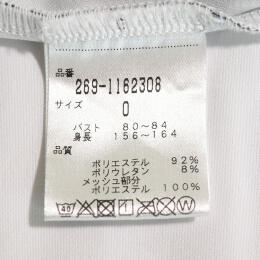 品番
269-1162308
サイズ
0
バスト 80～84
身長 156～164
品質
ポリエステル 92%
ポリウレタン 8%
メッシュ部分
ポリエステル 100%
40